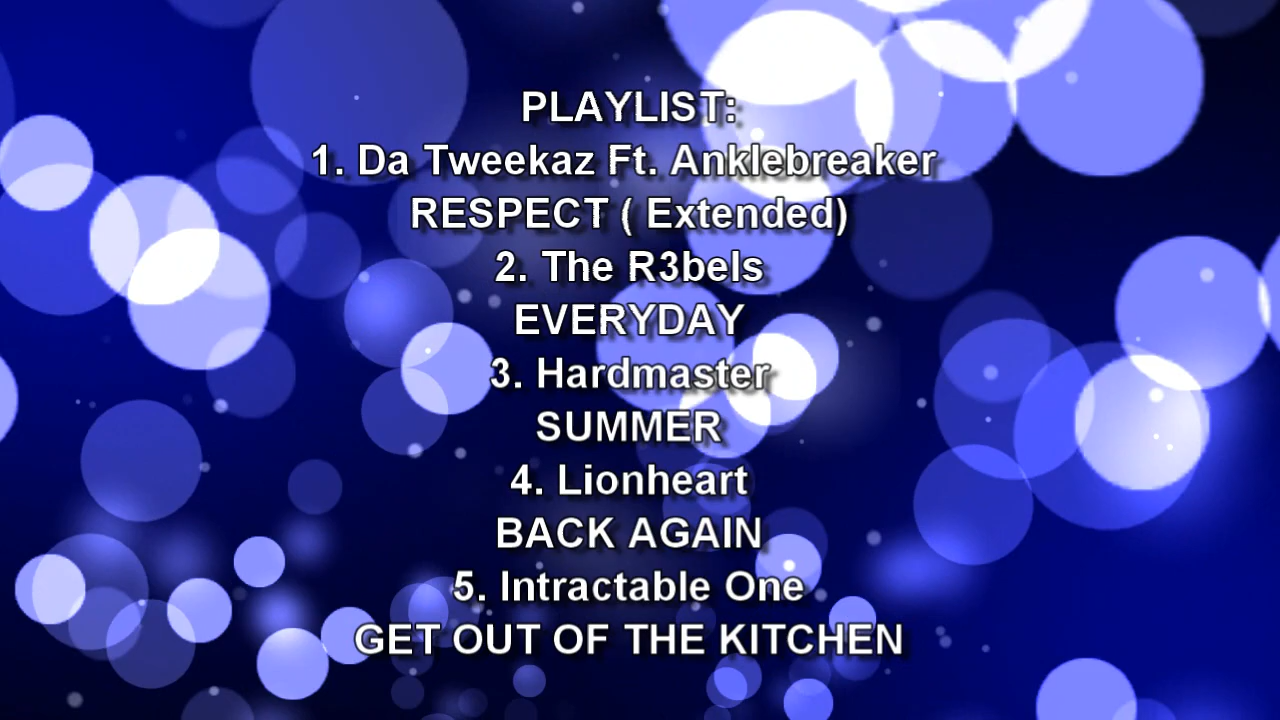 PLAYLIST:
1. Da Tweekaz Ft. Anklebreaker
RESPECT ( Extended)
2. The R3bels
EVERYDAY
3. Hardmaster
SUMMER
4. Lionheart
BACK AGAIN
5. Intractable One
GET OUT OF THE KITCHEN